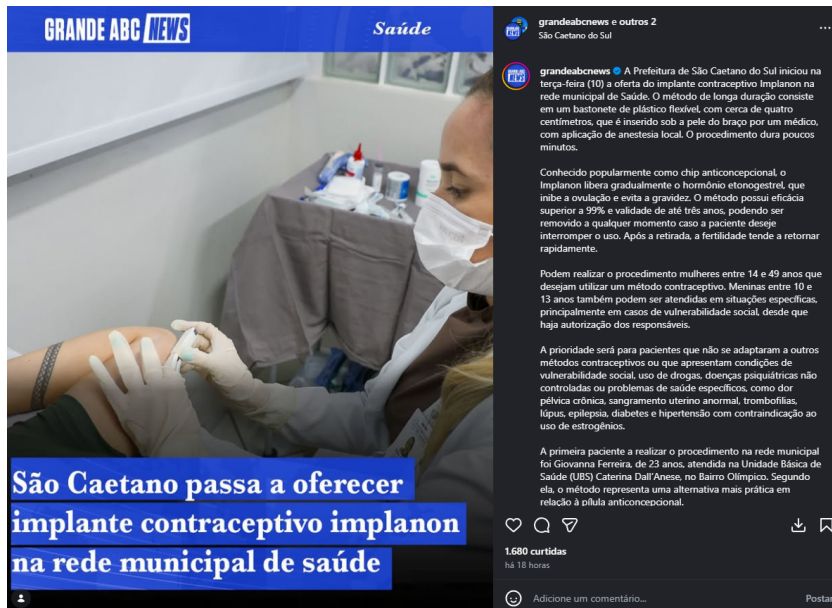 GRANDE ABC NEWS
Saúde
São Caetano passa a oferecer
implante contraceptivo implanon
na rede municipal de saúde
grandeabcnews e outros 2
São Caetano do Sul
grandeabcnews A Prefeitura de São Caetano do Sul iniciou na
terça-feira (10) a oferta do implante contraceptivo Implanon na
rede municipal de Saúde. O método de longa duração consiste
em um bastonete de plástico flexível, com cerca de quatro
centímetros, que é inserido sob a pele do braço por um médico,
com aplicação de anestesia local. O procedimento dura poucos
minutos.
Conhecido popularmente como chip anticoncepcional, o
Implanon libera gradualmente o hormônio etonogestrel, que
inibe a ovulação e evita a gravidez. O método possui eficácia
superior a 99% e validade de até três anos, podendo ser
removido a qualquer momento caso a paciente deseje
interromper o uso. Após a retirada, a fertilidade tende a retornar
rapidamente.
Podem realizar o procedimento mulheres entre 14 e 49 anos que
desejam utilizar um método contraceptivo. Meninas entre 10 e
13 anos também podem ser atendidas em situações específicas,
principalmente em casos de vulnerabilidade social, desde que
haja autorização dos responsáveis.
A prioridade será para pacientes que não se adaptaram a outros
métodos contraceptivos ou que apresentam condições de
vulnerabilidade social, uso de drogas, doenças psiquiátricas não
controladas ou problemas de saúde específicos, como dor
pélvica crônica, sangramento uterino anormal, trombofilias,
lúpus, epilepsia, diabetes e hipertensão com contraindicação ao
uso de estrogênios.
A primeira paciente a realizar o procedimento na rede municipal
foi Giovanna Ferreira, de 23 anos, atendida na Unidade Básica de
Saúde (UBS) Caterina Dall'Anese, no Bairro Olímpico. Segundo
ela, o método representa uma alternativa mais prática em
relação à pílula anticoncepcional.
1.680 curtidas
há 18 horas
Adicione um comentário...
Postar